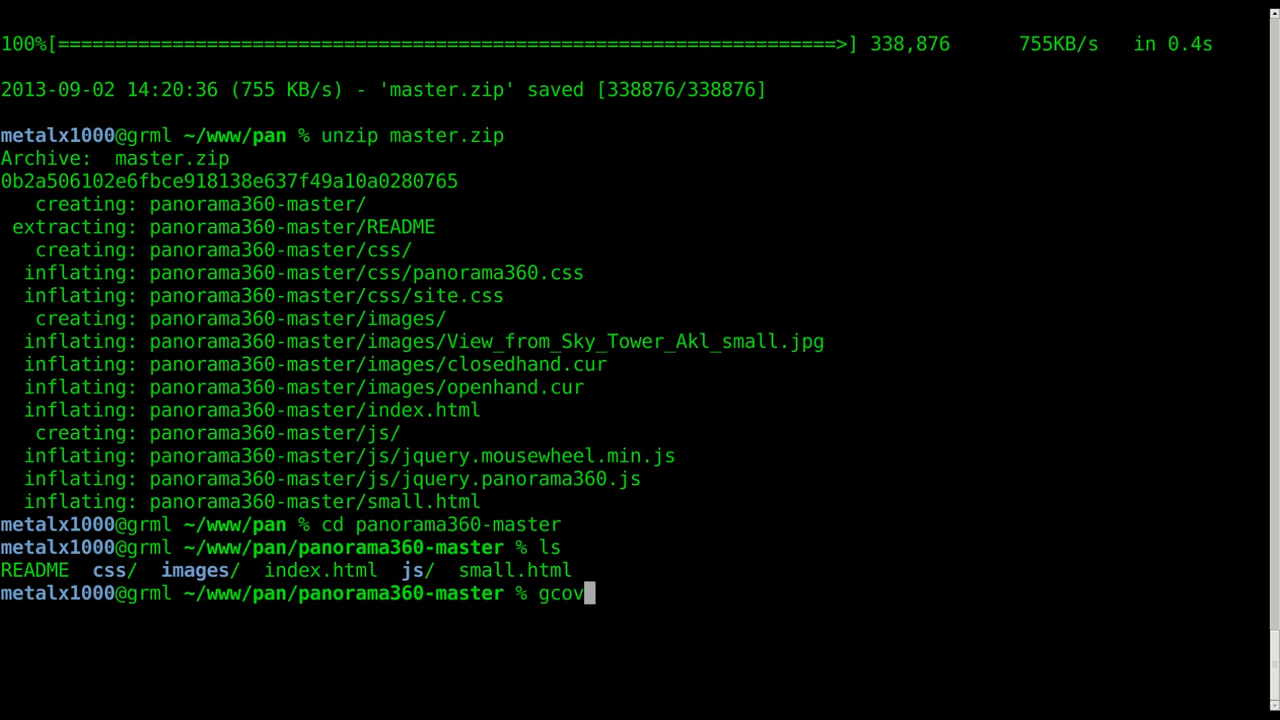 100%[====================================================================>] 338,876      755KB/s   in 0.4s
2013-09-02 14:20:36 (755 KB/s) - 'master.zip' saved [338876/338876]
metalx1000@grml ~/www/pan % unzip master.zip
Archive:  master.zip
0b2a506102e6fbce918138e637f49a10a0280765
   creating: panorama360-master/
 extracting: panorama360-master/README
   creating: panorama360-master/css/
  inflating: panorama360-master/css/panorama360.css
  inflating: panorama360-master/css/site.css
   creating: panorama360-master/images/
  inflating: panorama360-master/images/View_from_Sky_Tower_Akl_small.jpg
  inflating: panorama360-master/images/closedhand.cur
  inflating: panorama360-master/images/openhand.cur
  inflating: panorama360-master/index.html
   creating: panorama360-master/js/
  inflating: panorama360-master/js/jquery.mousewheel.min.js
  inflating: panorama360-master/js/jquery.panorama360.js
  inflating: panorama360-master/small.html
metalx1000@grml ~/www/pan % cd panorama360-master
metalx1000@grml ~/www/pan/panorama360-master % ls
README  css/  images/  index.html  js/  small.html
metalx1000@grml ~/www/pan/panorama360-master % gcov